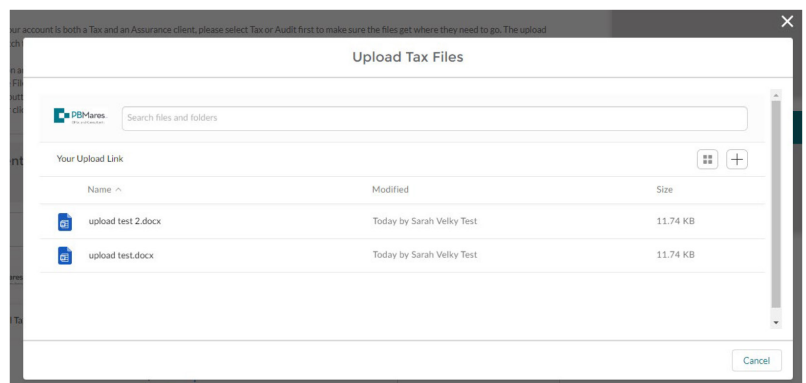 ur account is both a Tax and an Assurance client, please select Tax or Audit first to make sure the files get where they need to go. The upload
Upload Tax Files
PBMares
Search files and folders
Your Upload Link
Name Modified Size
upload test 2.docx Today by Sarah Velky Test 11.74 KB
upload test.docx Today by Sarah Velky Test 11.74 KB
Cancel